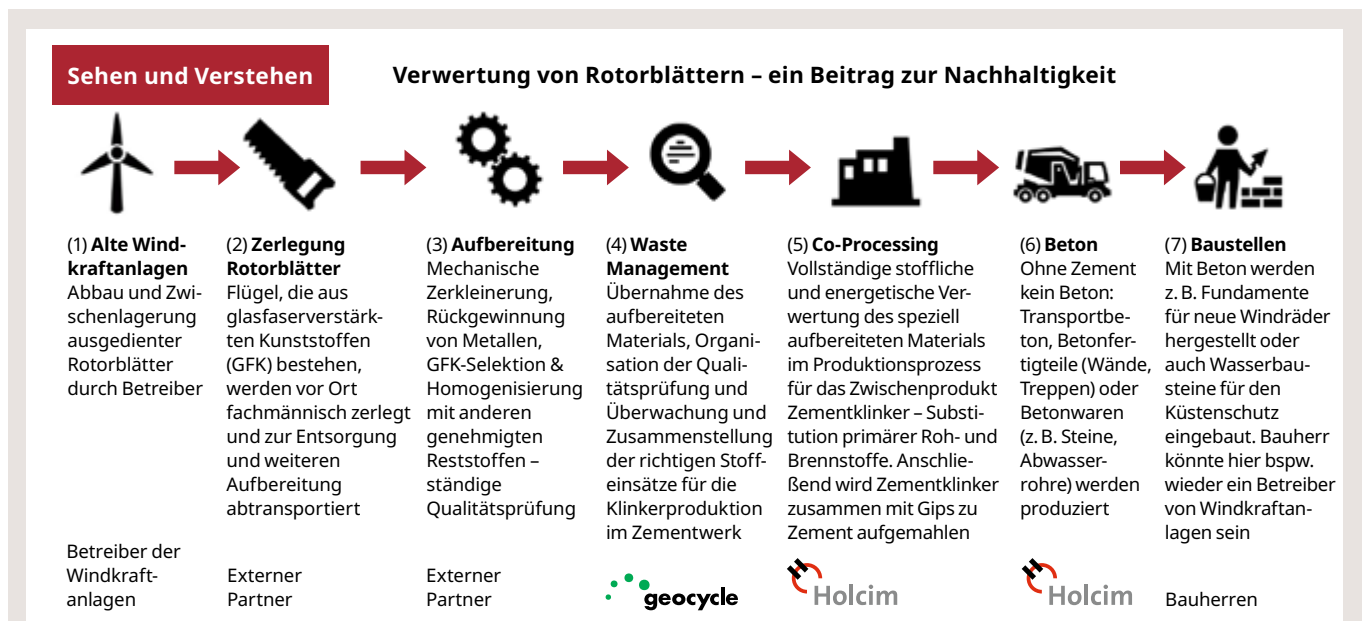 Sehen und Verstehen
Verwertung von Rotorblättern – ein Beitrag zur Nachhaltigkeit
(1) Alte Wind-
kraftanlagen
Abbau und Zwi-
schenlagerung
ausgedienter
Rotorblätter
durch Betreiber
Betreiber der
Windkraft-
anlagen
(2) Zerlegung
Rotorblätter
Flügel, die aus
glasfaserverstärk-
ten Kunststoffen
(GFK) bestehen,
werden vor Ort
fachmännisch zerlegt
und zur Entsorgung
und weiteren
Aufbereitung
abtransportiert
Externer
Partner
(3) Aufbereitung
Mechanische
Zerkleinerung,
Rückgewinnung
von Metallen,
GFK-Selektion &
Homogenisierung
mit anderen
genehmigten
Reststoffen –
ständige
Qualitätsprüfung
Externer
Partner
(4) Waste
Management
Übernahme des
aufbereiteten
Materials, Organi-
sation der Quali-
tätsprüfung und
Überwachung und
Zusammenstellung
der richtigen Stoff-
einsätze für die
Klinkerproduktion
im Zementwerk
geocycle
(5) Co-Processing
Vollständige stoffliche
und energetische Ver-
wertung des speziell
aufbereiteten Materials
im Produktionsprozess
für das Zwischenprodukt
Zementklinker – Substi-
tution primärer Roh- und
Brennstoffe. Anschlie-
ßend wird Zementklinker
zusammen mit Gips zu
Zement aufgemahlen
Holcim
(6) Beton
Ohne Zement
kein Beton:
Transportbe-
ton, Betonfer-
tigteile (Wände,
Treppen) oder
Betonwaren
(z. B. Steine,
Abwasser-
rohre) werden
produziert
Holcim
(7) Baustellen
Mit Beton werden
z. B. Fundamente
für neue Windräder
hergestellt oder
auch Wasserbau-
steine für den
Küstenschutz
eingebaut. Bauherr
könnte hier bspw.
wieder ein Betreiber
von Windkraftan-
lagen sein
Bauherren